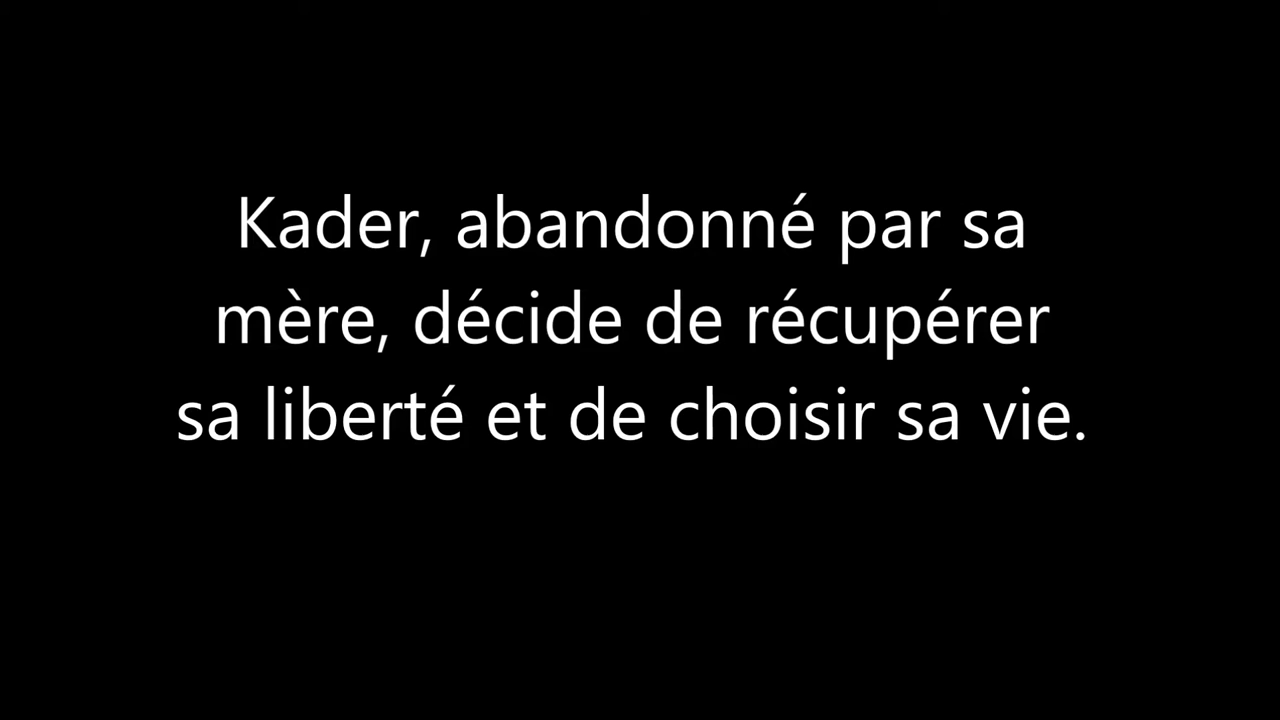 Kader, abandonné par sa
mère, décide de récupérer
sa liberté et de choisir sa vie.